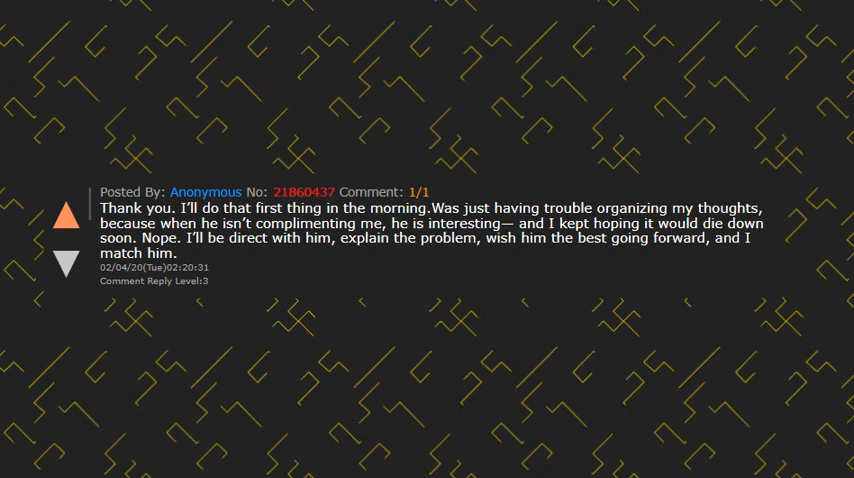 Posted By: Anonymous No: 21860437 Comment: 1/1
Thank you. I’ll do that first thing in the morning.Was just having trouble organizing my thoughts,
because when he isn’t complimenting me, he is interesting— and I kept hoping it would die down
soon. Nope. I’ll be direct with him, explain the problem, wish him the best going forward, and I
match him.
02/04/20(Tue)02:20:31
Comment Reply Level:3